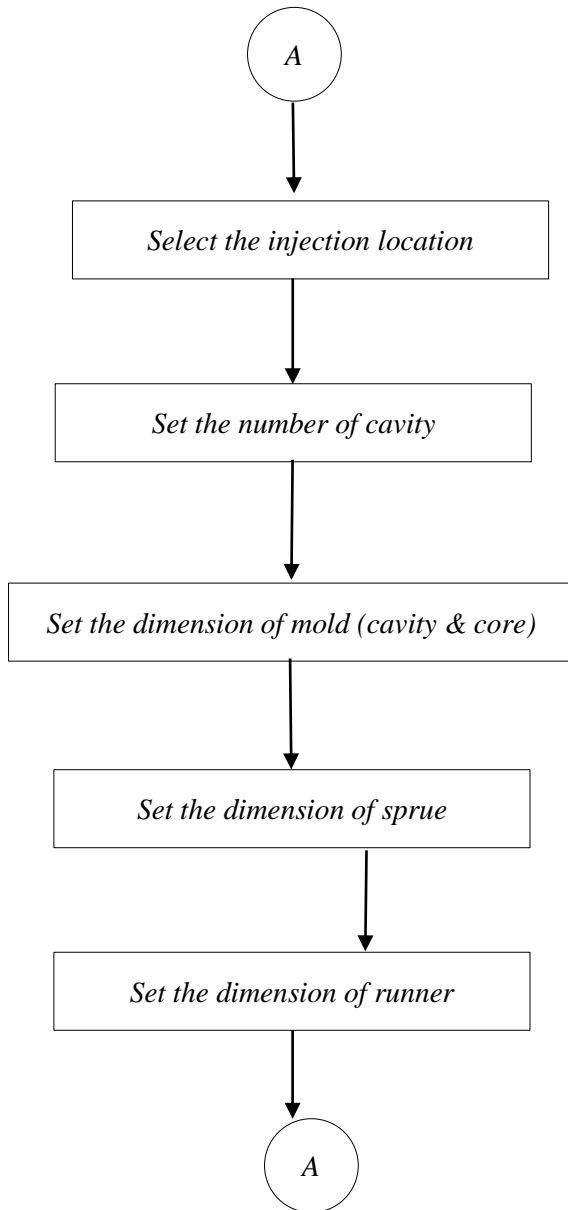 A
Select the injection location
Set the number of cavity
Set the dimension of mold (cavity & core)
Set the dimension of sprue
Set the dimension of runner
A